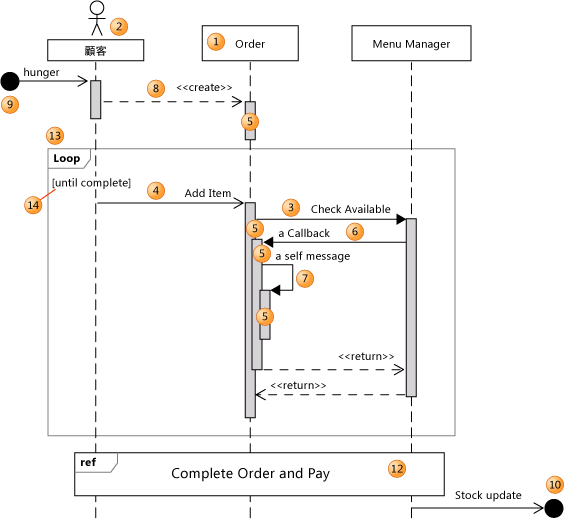 2
顧客
1
Order
Menu Manager
hunger
8
<<create>>
9
5
13
Loop
[until complete]
14
4
Add Item
3
Check Available
5
a Callback
6
5
a self message
7
5
<<return>>
<<return>>
ref
Complete Order and Pay
12
10
Stock update